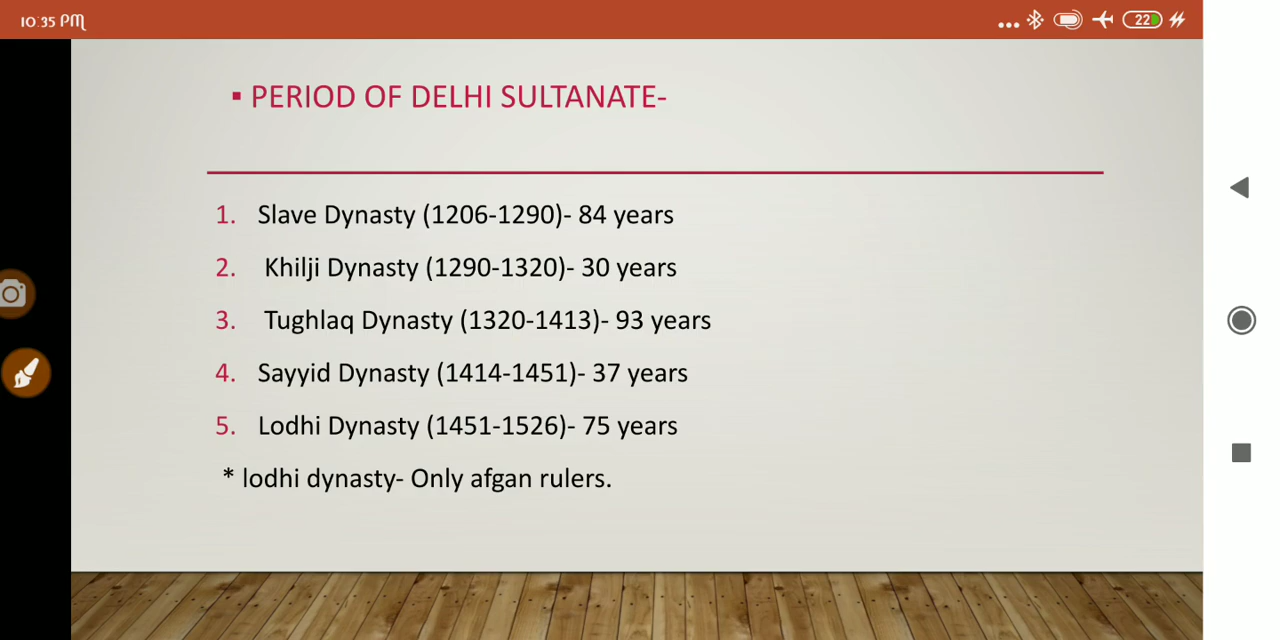 10:35 PM
22
▪ PERIOD OF DELHI SULTANATE-
1. Slave Dynasty (1206-1290)- 84 years
2. Khilji Dynasty (1290-1320)- 30 years
3. Tughlaq Dynasty (1320-1413)- 93 years
4. Sayyid Dynasty (1414-1451)- 37 years
5. Lodhi Dynasty (1451-1526)- 75 years
* lodhi dynasty- Only afgan rulers.